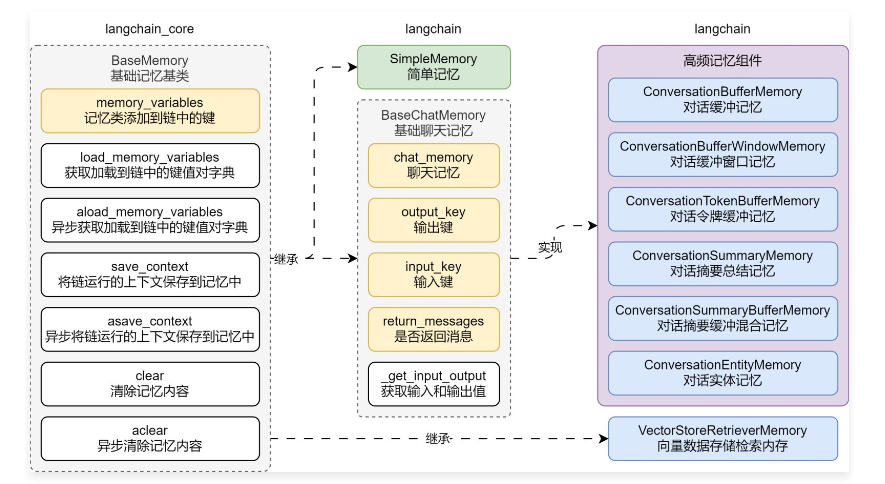 langchain_core
BaseMemory
基础记忆基类
memory_variables
记忆类添加到链中的键
load_memory_variables
获取加载到链中的键值对字典
aload_memory_variables
异步获取加载到链中的键值对字典
save_context
将链运行的上下文保存到记忆中
asave_context
异步将链运行的上下文保存到记忆中
clear
清除记忆内容
aclear
异步清除记忆内容
继承
继承
langchain
SimpleMemory
简单记忆
BaseChatMemory
基础聊天记忆
chat_memory
聊天记忆
output_key
输出键
input_key
输入键
return_messages
是否返回消息
_get_input_output
获取输入和输出值
实现
langchain
高频记忆组件
ConversationBufferMemory
对话缓冲记忆
ConversationBufferWindowMemory
对话缓冲窗口记忆
ConversationTokenBufferMemory
对话令牌缓冲记忆
ConversationSummaryMemory
对话摘要总结记忆
ConversationSummaryBufferMemory
对话摘要缓冲混合记忆
ConversationEntityMemory
对话实体记忆
VectorStoreRetrieverMemory
向量数据存储检索内存